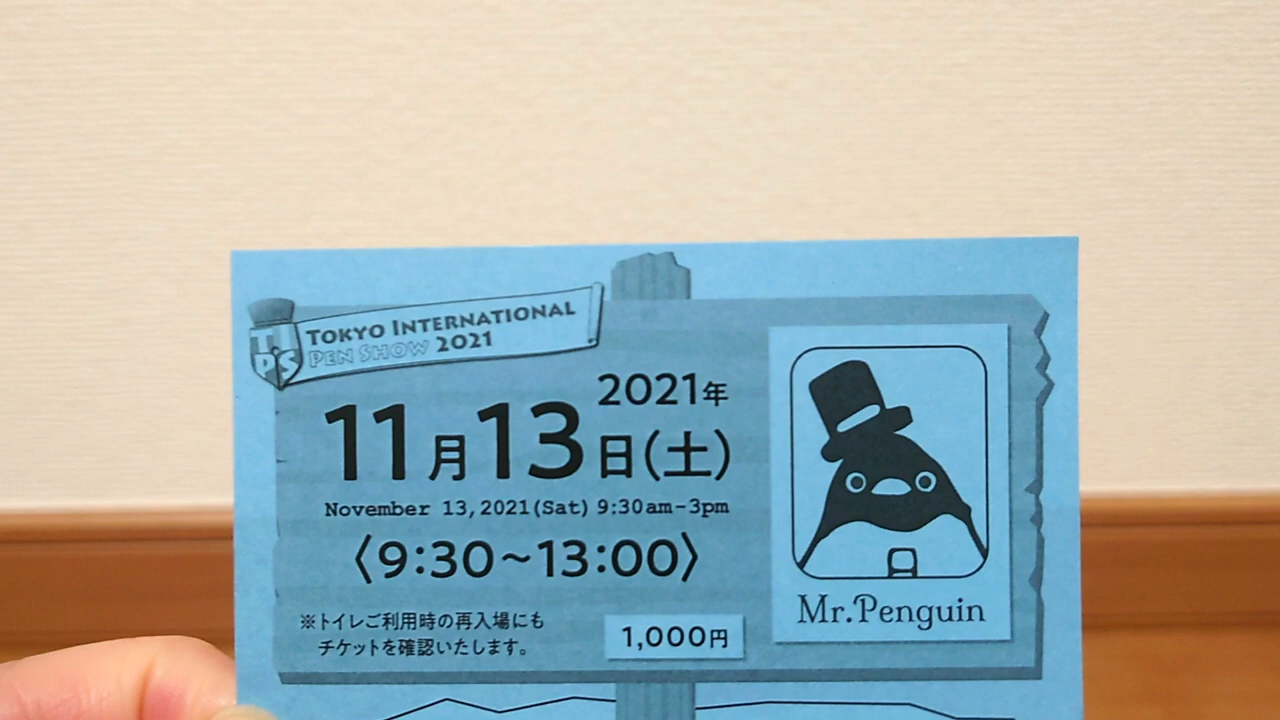 TOKYO INTERNATIONAL
PEN SHOW 2021
TIPS
2021年
11月13日(土)
November 13,2021(Sat) 9:30am-3pm
〈9:30~13:00〉
※トイレご利用時の再入場にも
チケットを確認いたします。
1,000円
Mr.Penguin